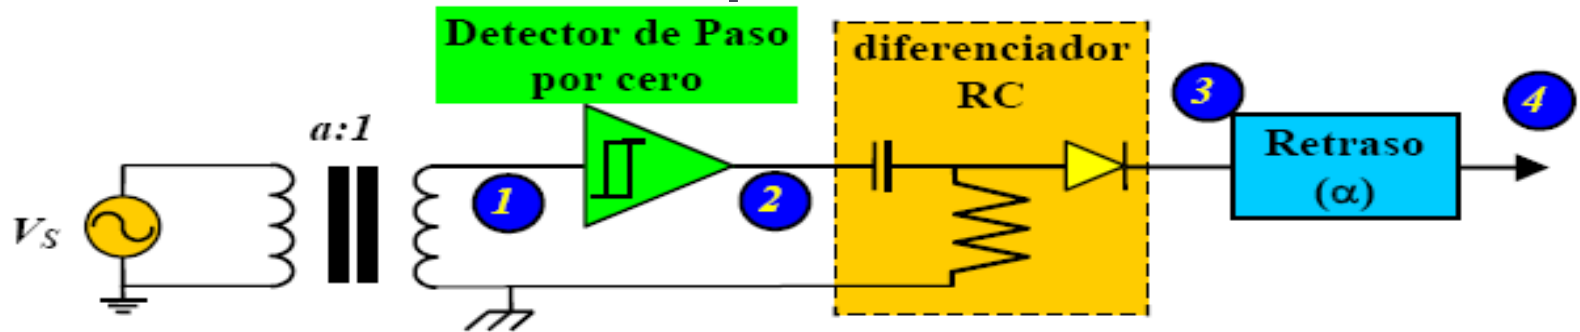 Detector de Paso
por cero
diferenciador
RC
a:1
V_S
1
2
3
Retraso
(α)
4